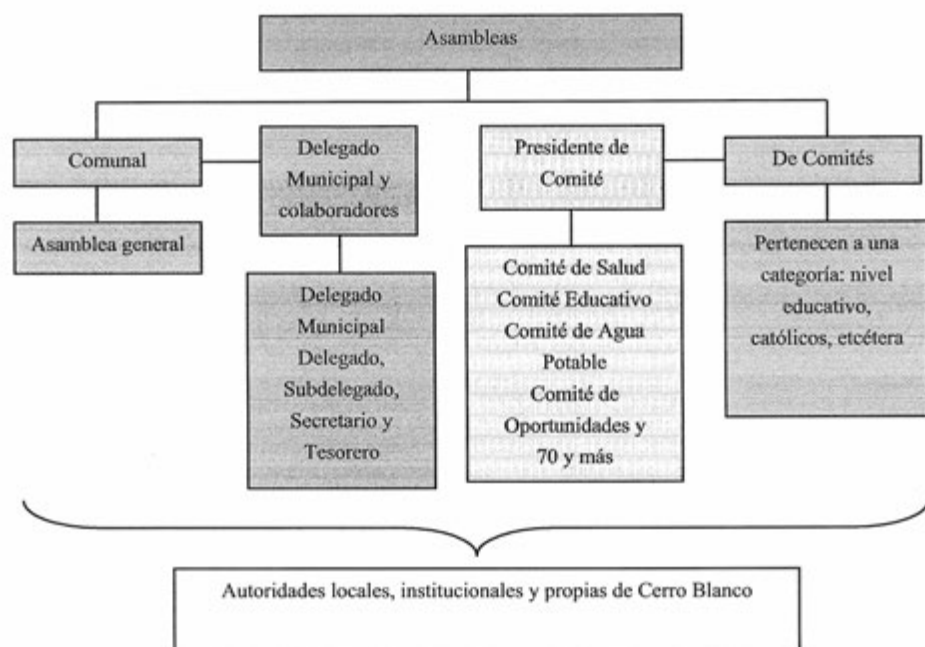 Asambleas
Comunal
Delegado
Municipal y
colaboradores
Presidente de
Comité
De Comités
Asamblea general
Delegado
Municipal
Delegado,
Subdelegado,
Secretario y
Tesorero
Comité de Salud
Comité Educativo
Comité de Agua
Potable
Comité de
Oportunidades y
70 y más
Pertenecen a una
categoría: nivel
educativo,
católicos, etcétera
Autoridades locales, institucionales y propias de Cerro Blanco